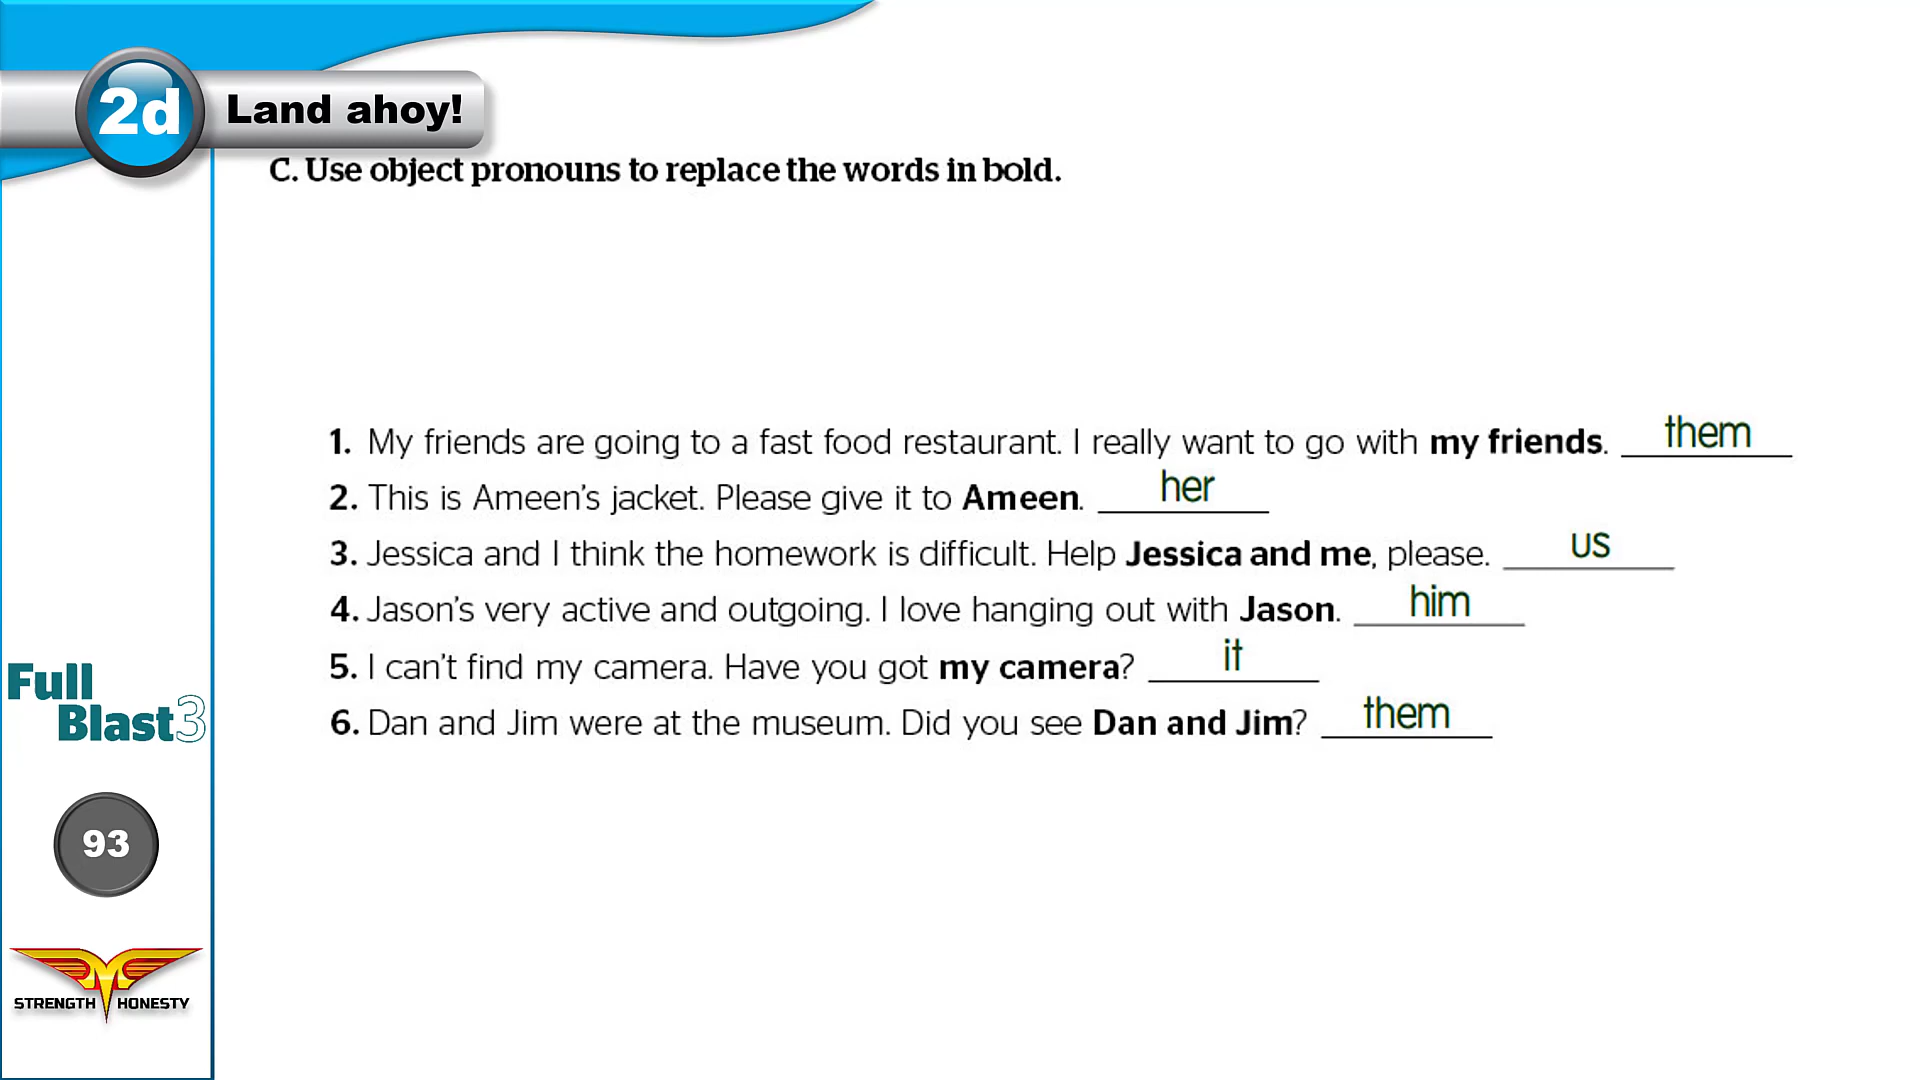 2d Land ahoy!
C. Use object pronouns to replace the words in bold.
1. My friends are going to a fast food restaurant. I really want to go with my friends. them
2. This is Ameen's jacket. Please give it to Ameen. her
3. Jessica and I think the homework is difficult. Help Jessica and me, please. us
4. Jason's very active and outgoing. I love hanging out with Jason. him
5. I can't find my camera. Have you got my camera? it
6. Dan and Jim were at the museum. Did you see Dan and Jim? them
Full
Blast3
93
STRENGTH HONESTY